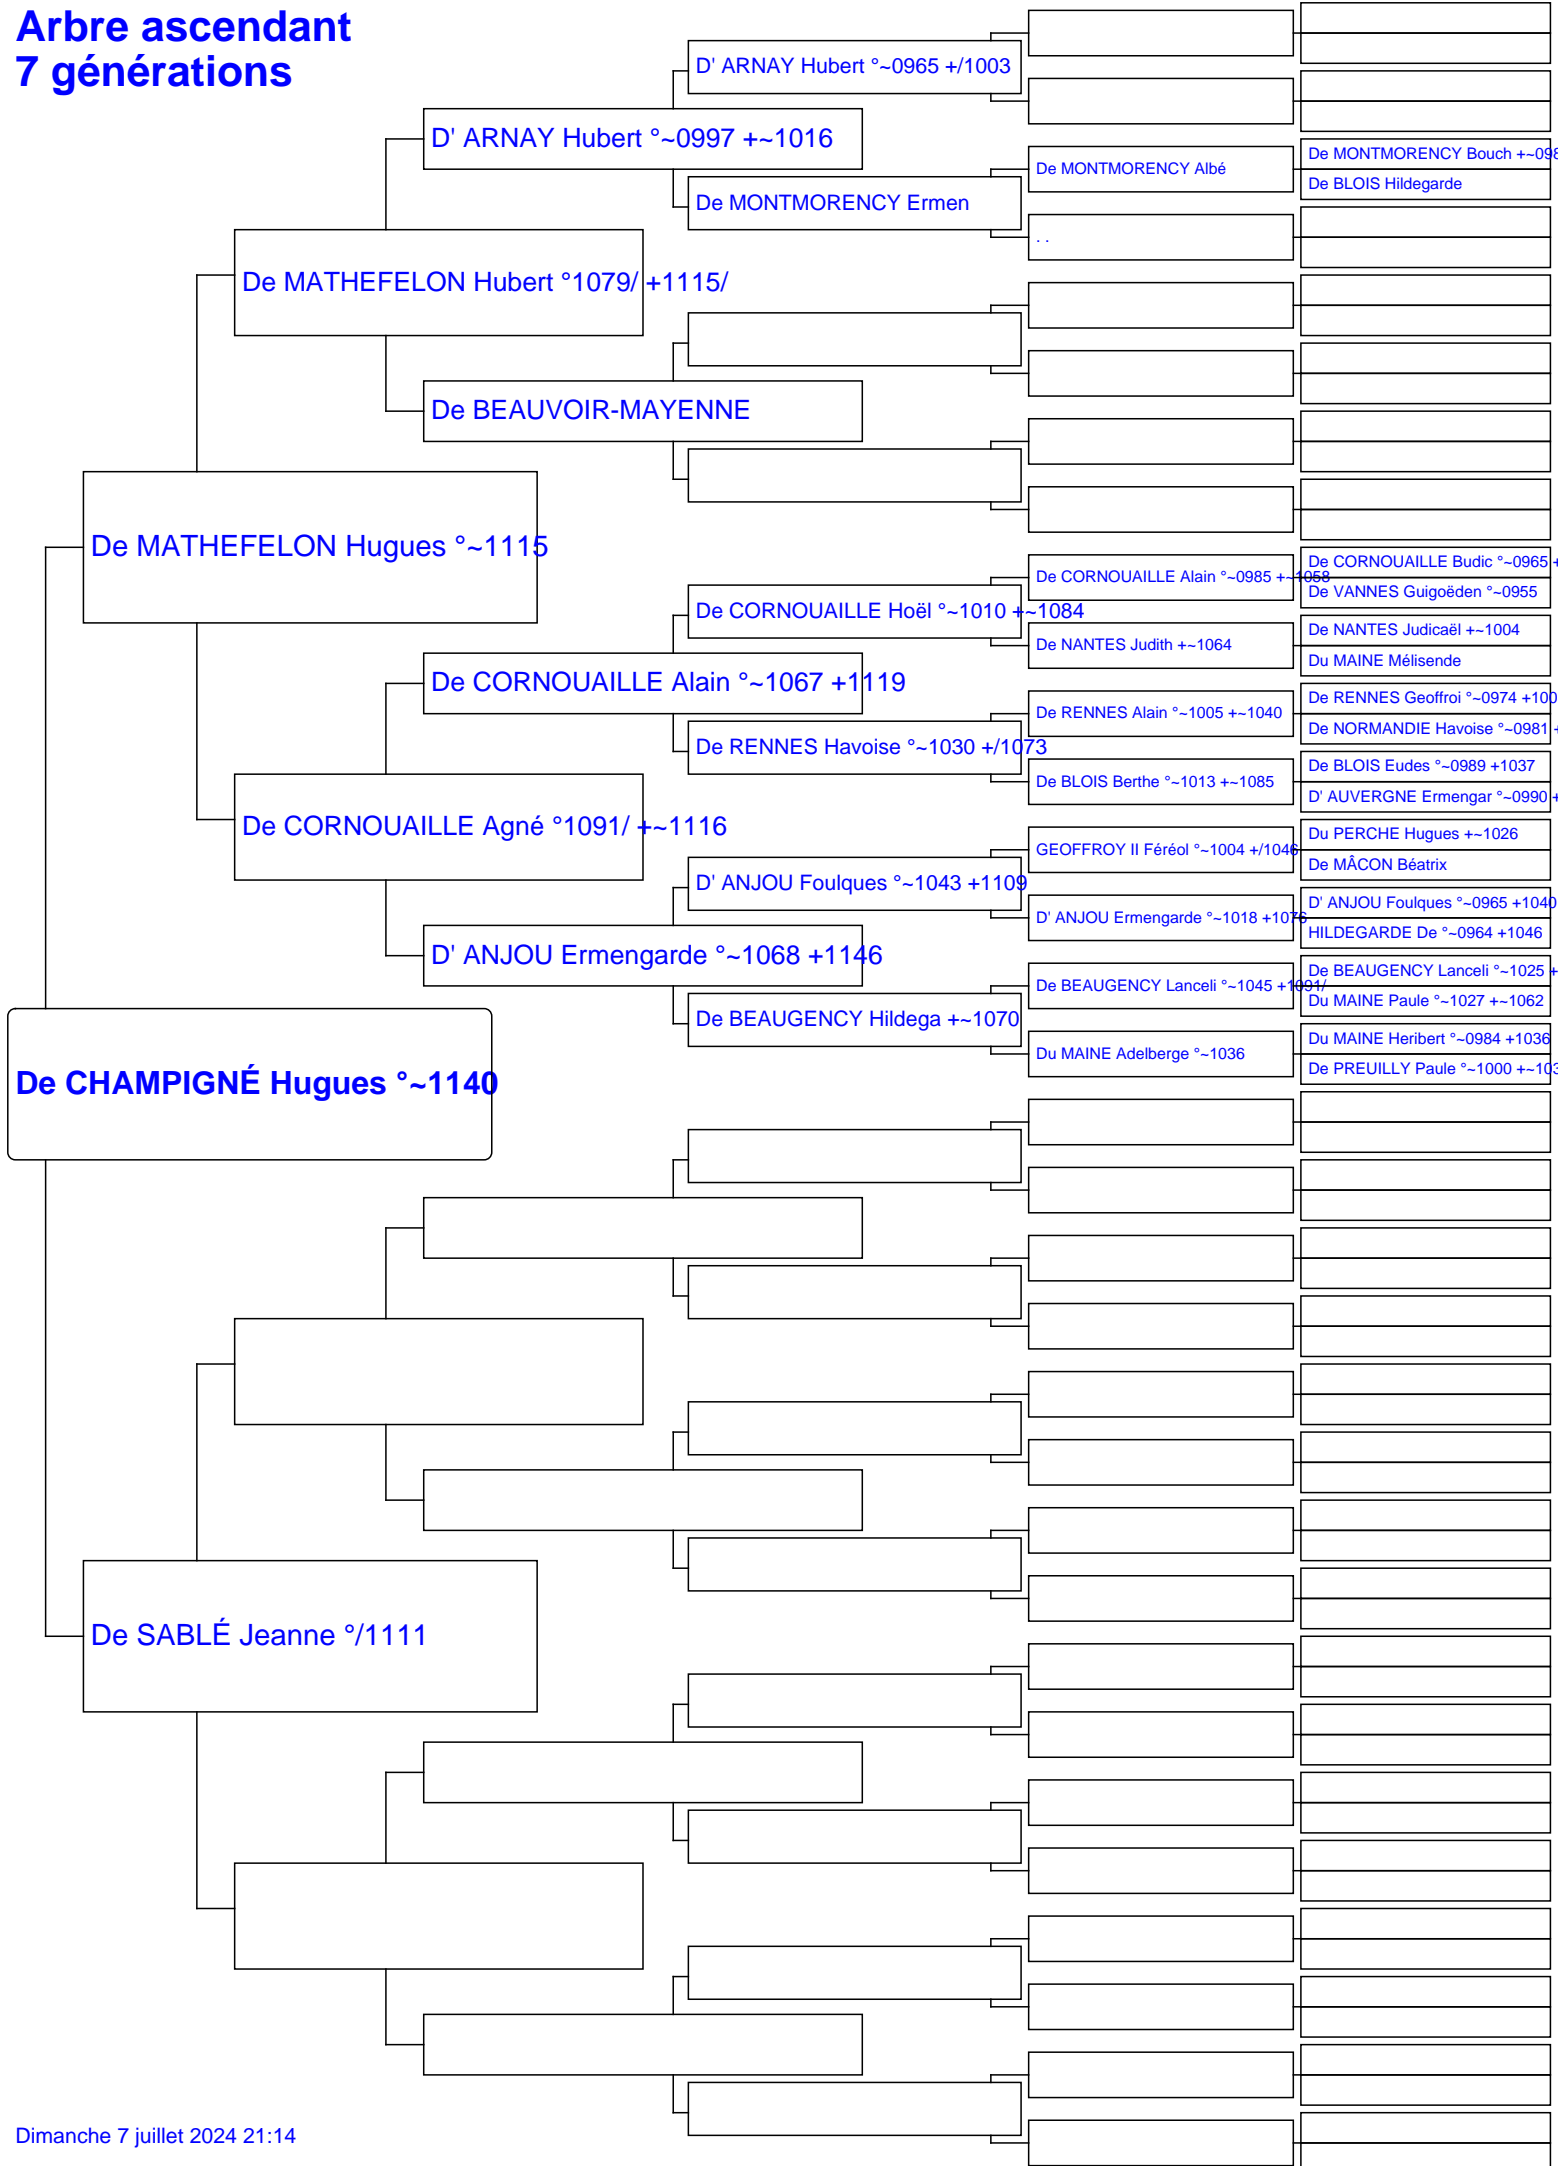 Arbre ascendant
7 générations
D' ARNAY Hubert °~0965 +/1003
D' ARNAY Hubert °~0997 +~1016
De MONTMORENCY Bouch +~098
De MONTMORENCY Albé
De BLOIS Hildegarde
De MONTMORENCY Ermen
. .
De MATHEFELON Hubert °1079/ +1115/
De BEAUVOIR-MAYENNE
De MATHEFELON Hugues °~1115
De CORNOUAILLE Budic °~0965 +
De CORNOUAILLE Alain °~0985 +~1058
De VANNES Guigoëden °~0955
De CORNOUAILLE Hoël °~1010 +~1084
De NANTES Judicaël +~1004
De NANTES Judith +~1064
Du MAINE Mélisende
De CORNOUAILLE Alain °~1067 +1119
De RENNES Geoffroi °~0974 +100
De RENNES Alain °~1005 +~1040
De NORMANDIE Havoise °~0981 +
De RENNES Havoise °~1030 +/1073
De BLOIS Eudes °~0989 +1037
De BLOIS Berthe °~1013 +~1085
D' AUVERGNE Ermengar °~0990 +
De CORNOUAILLE Agné °1091/ +~1116
Du PERCHE Hugues +~1026
GEOFFROY II Féréol °~1004 +/1046
De MÂCON Béatrix
D' ANJOU Foulques °~1043 +1109
D' ANJOU Foulques °~0965 +1040
D' ANJOU Ermengarde °~1018 +1076
HILDEGARDE De °~0964 +1046
D' ANJOU Ermengarde °~1068 +1146
De BEAUGENCY Lanceli °~1025 +
De BEAUGENCY Lanceli °~1045 +1091/
Du MAINE Paule °~1027 +~1062
De BEAUGENCY Hildega +~1070
Du MAINE Heribert °~0984 +1036
Du MAINE Adelberge °~1036
De PREUILLY Paule °~1000 +~103
De CHAMPIGNÉ Hugues °~1140
De SABLÉ Jeanne °/1111
Dimanche 7 juillet 2024 21:14